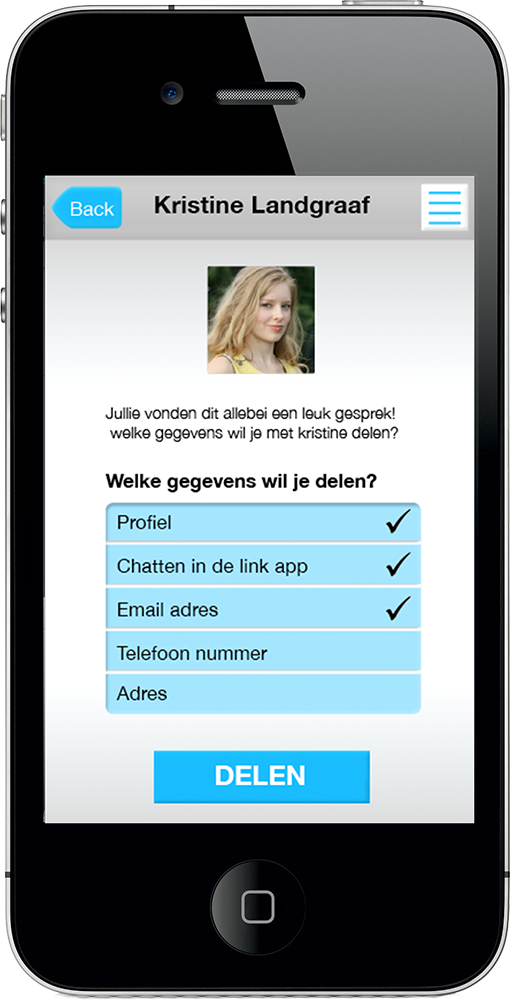 Back
Kristine Landgraaf
Jullie vonden dit allebei een leuk gesprek!
welke gegevens wil je met kristine delen?
Welke gegevens wil je delen?
Profiel
Chatten in de link app
Email adres
Telefoon nummer
Adres
DELEN